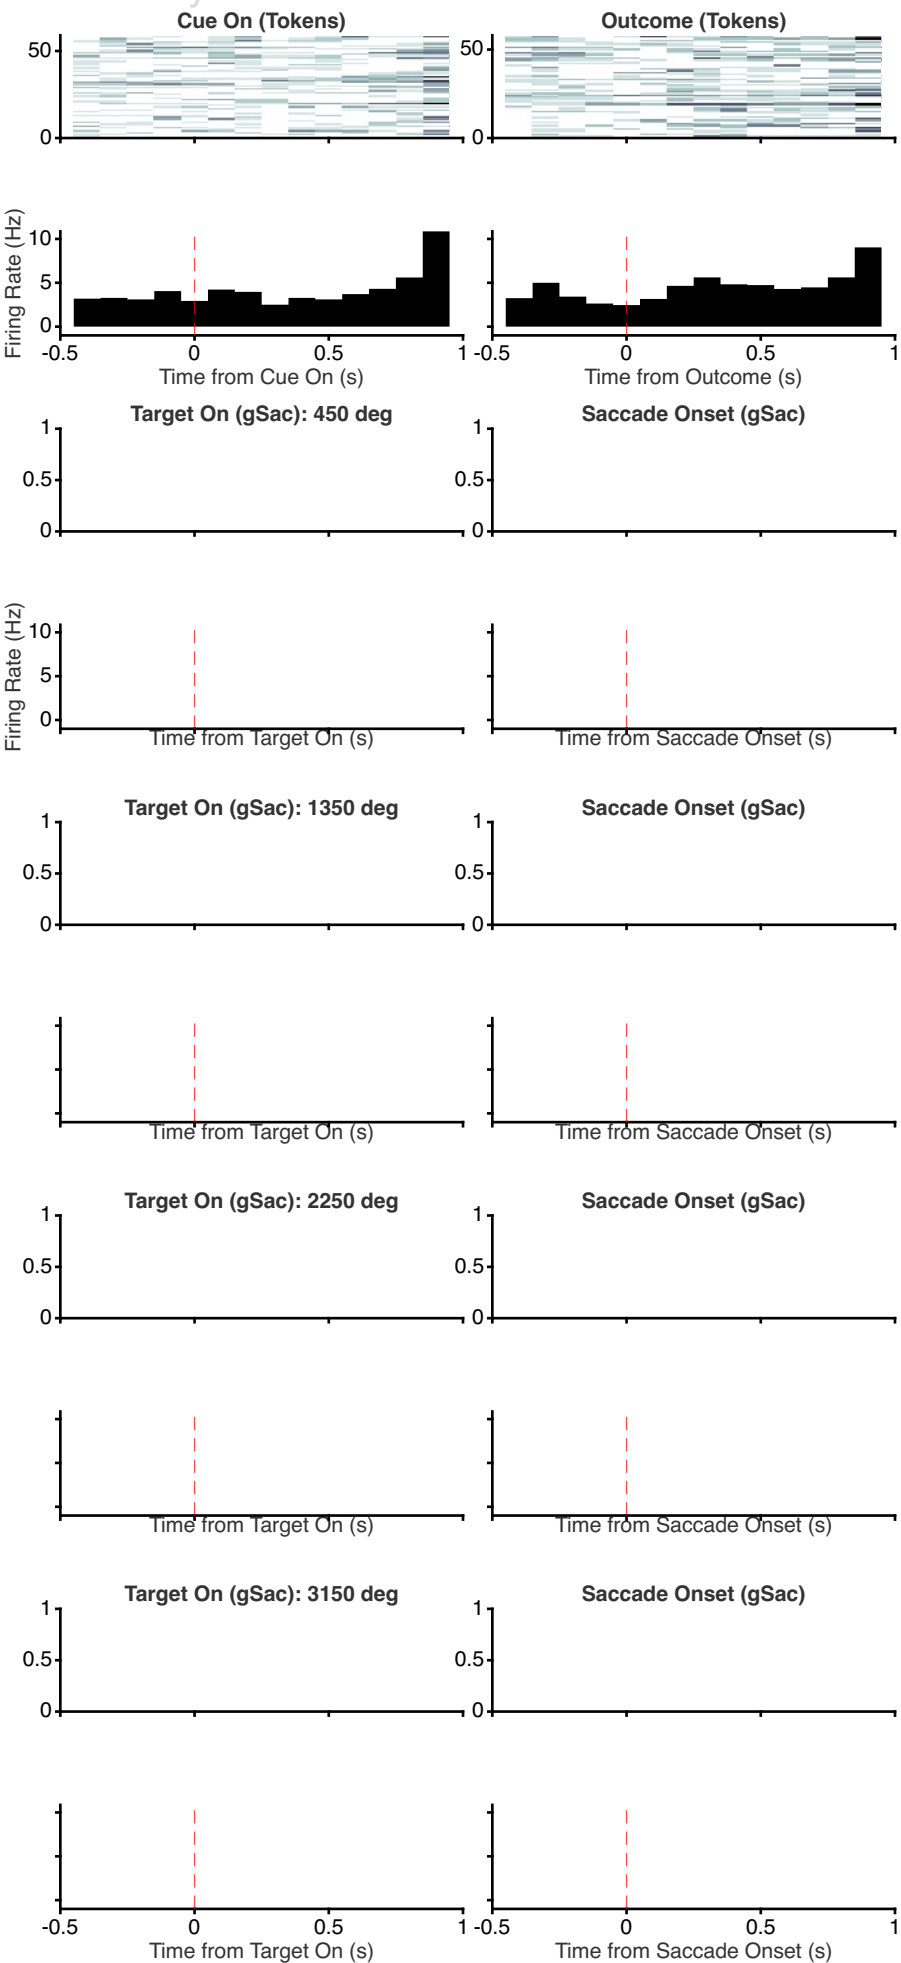 Cue On (Tokens) Outcome (Tokens)
50 50
0 0
Firing Rate (Hz)
10
5
0
-0.5 0 0.5 1 -0.5 0 0.5 1
Time from Cue On (s) Time from Outcome (s)
Target On (gSac): 450 deg Saccade Onset (gSac)
1 1
0.5 0.5
0 0
Firing Rate (Hz)
10
5
0
Time from Target On (s) Time from Saccade Onset (s)
Target On (gSac): 1350 deg Saccade Onset (gSac)
1 1
0.5 0.5
0 0
Time from Target On (s) Time from Saccade Onset (s)
Target On (gSac): 2250 deg Saccade Onset (gSac)
1 1
0.5 0.5
0 0
Time from Target On (s) Time from Saccade Onset (s)
Target On (gSac): 3150 deg Saccade Onset (gSac)
1 1
0.5 0.5
0 0
-0.5 0 0.5 1 -0.5 0 0.5 1
Time from Target On (s) Time from Saccade Onset (s)